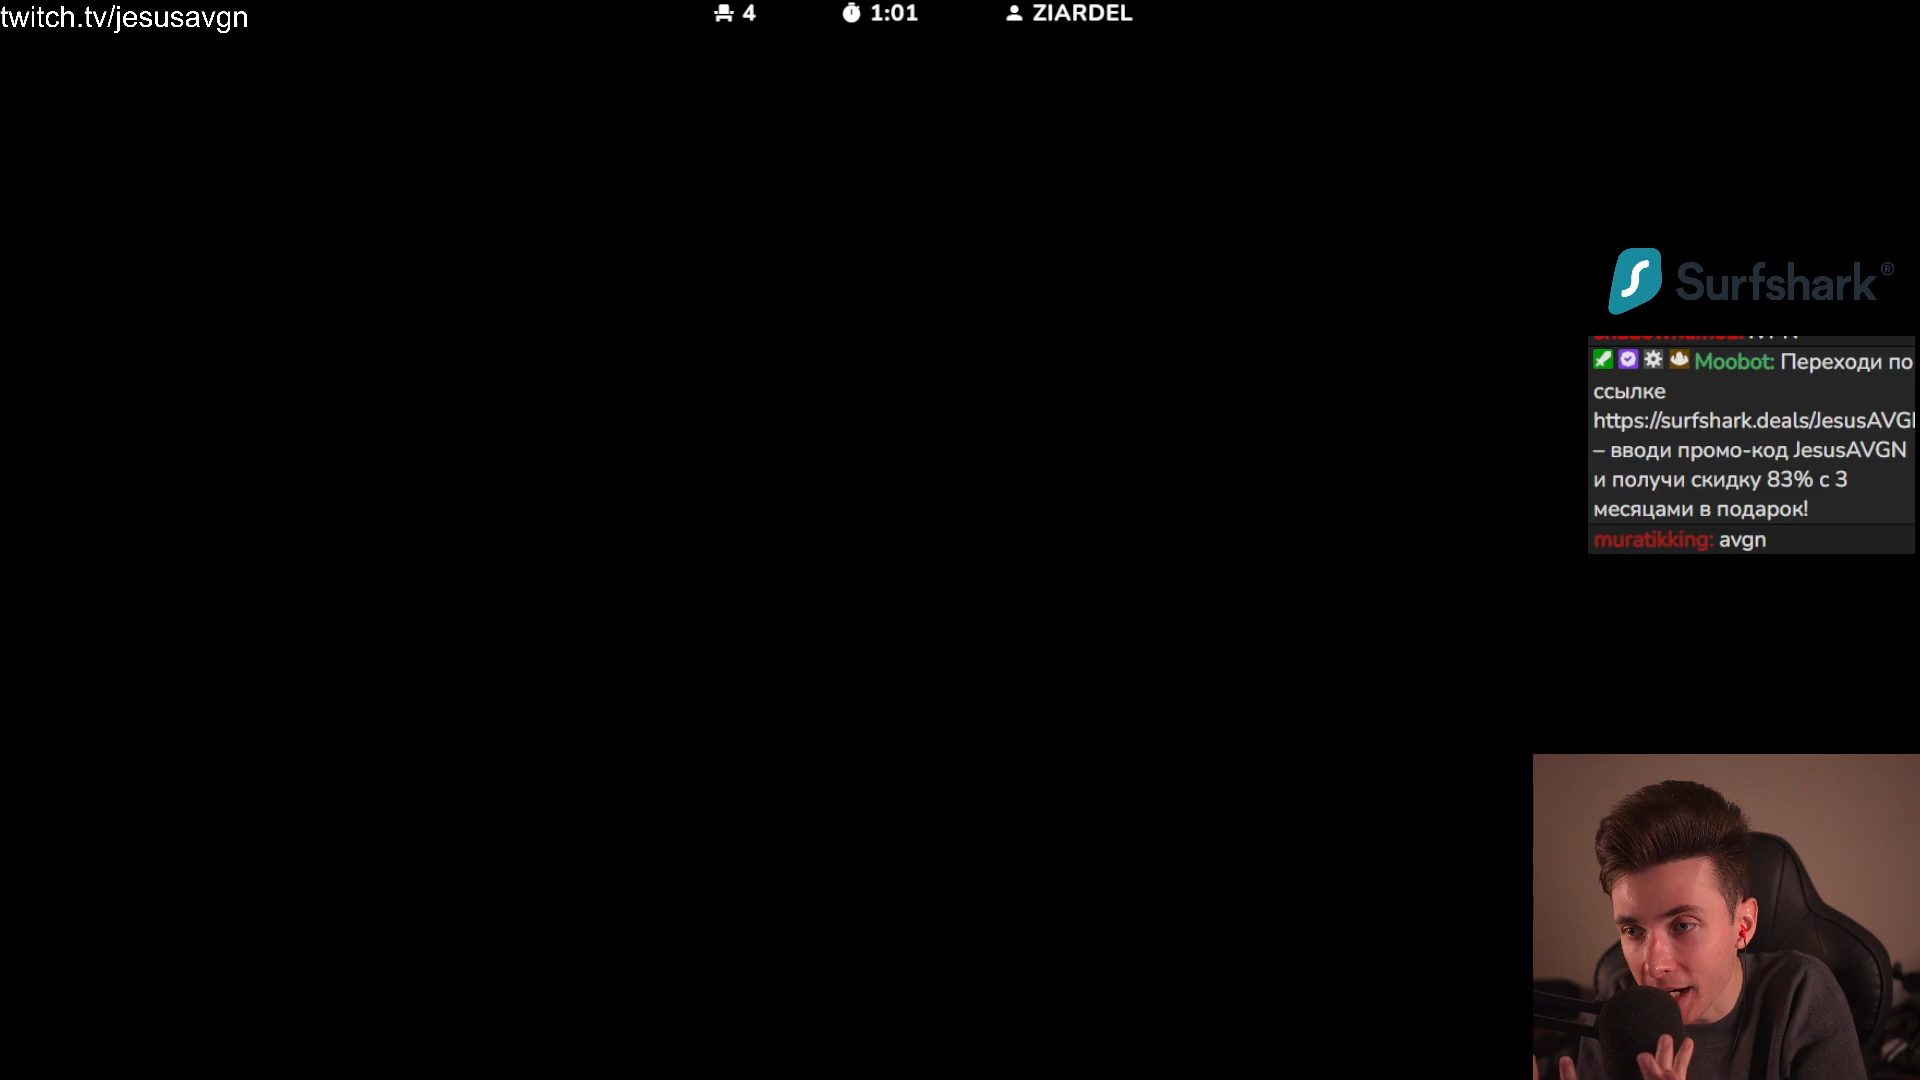 twitch.tv/jesusavgn
4
1:01
ZIARDEL
Surfshark®
Moobot: Переходи по
ссылке
https://surfshark.deals/JesusAVG
– вводи промо-код JesusAVGN
и получи скидку 83% с 3
месяцами в подарок!
muratikking: avgn